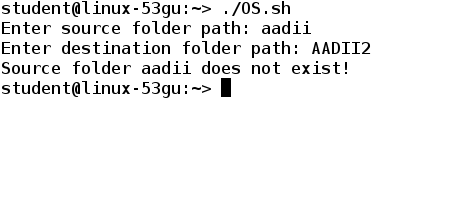 student@linux-53gu:~> ./OS.sh
Enter source folder path: aadii
Enter destination folder path: AADII2
Source folder aadii does not exist!
student@linux-53gu:~>